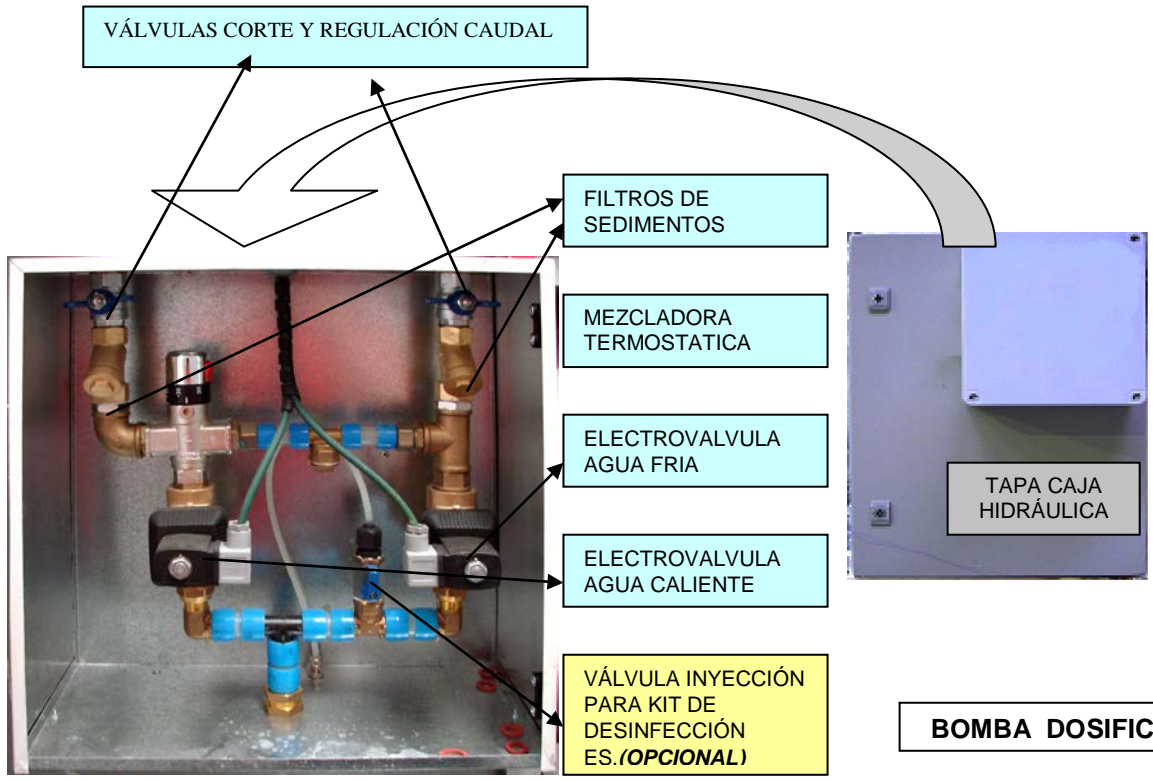 VÁLVULAS CORTE Y REGULACIÓN CAUDAL
FILTROS DE
SEDIMENTOS
MEZCLADORA
TERMOSTATICA
ELECTROVALVULA
AGUA FRIA
ELECTROVALVULA
AGUA CALIENTE
VÁLVULA INYECCIÓN
PARA KIT DE
DESINFECCIÓN
ES.(OPCIONAL)
TAPA CAJA
HIDRÁULICA
BOMBA DOSIFIC